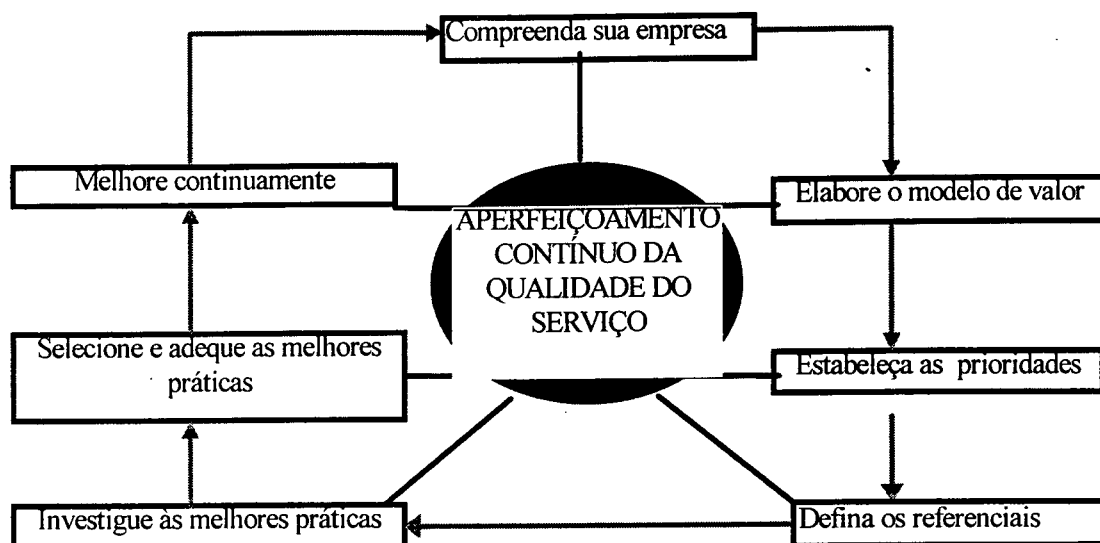 Compreenda sua empresa
Melhore continuamente
Elabore o modelo de valor
APERFEIÇOAMENTO
CONTÍNUO DA
QUALIDADE DO
SERVIÇO
Selecione e adeque as melhores
práticas
Estabeleça as prioridades
Investigue às melhores práticas
Defina os referenciais